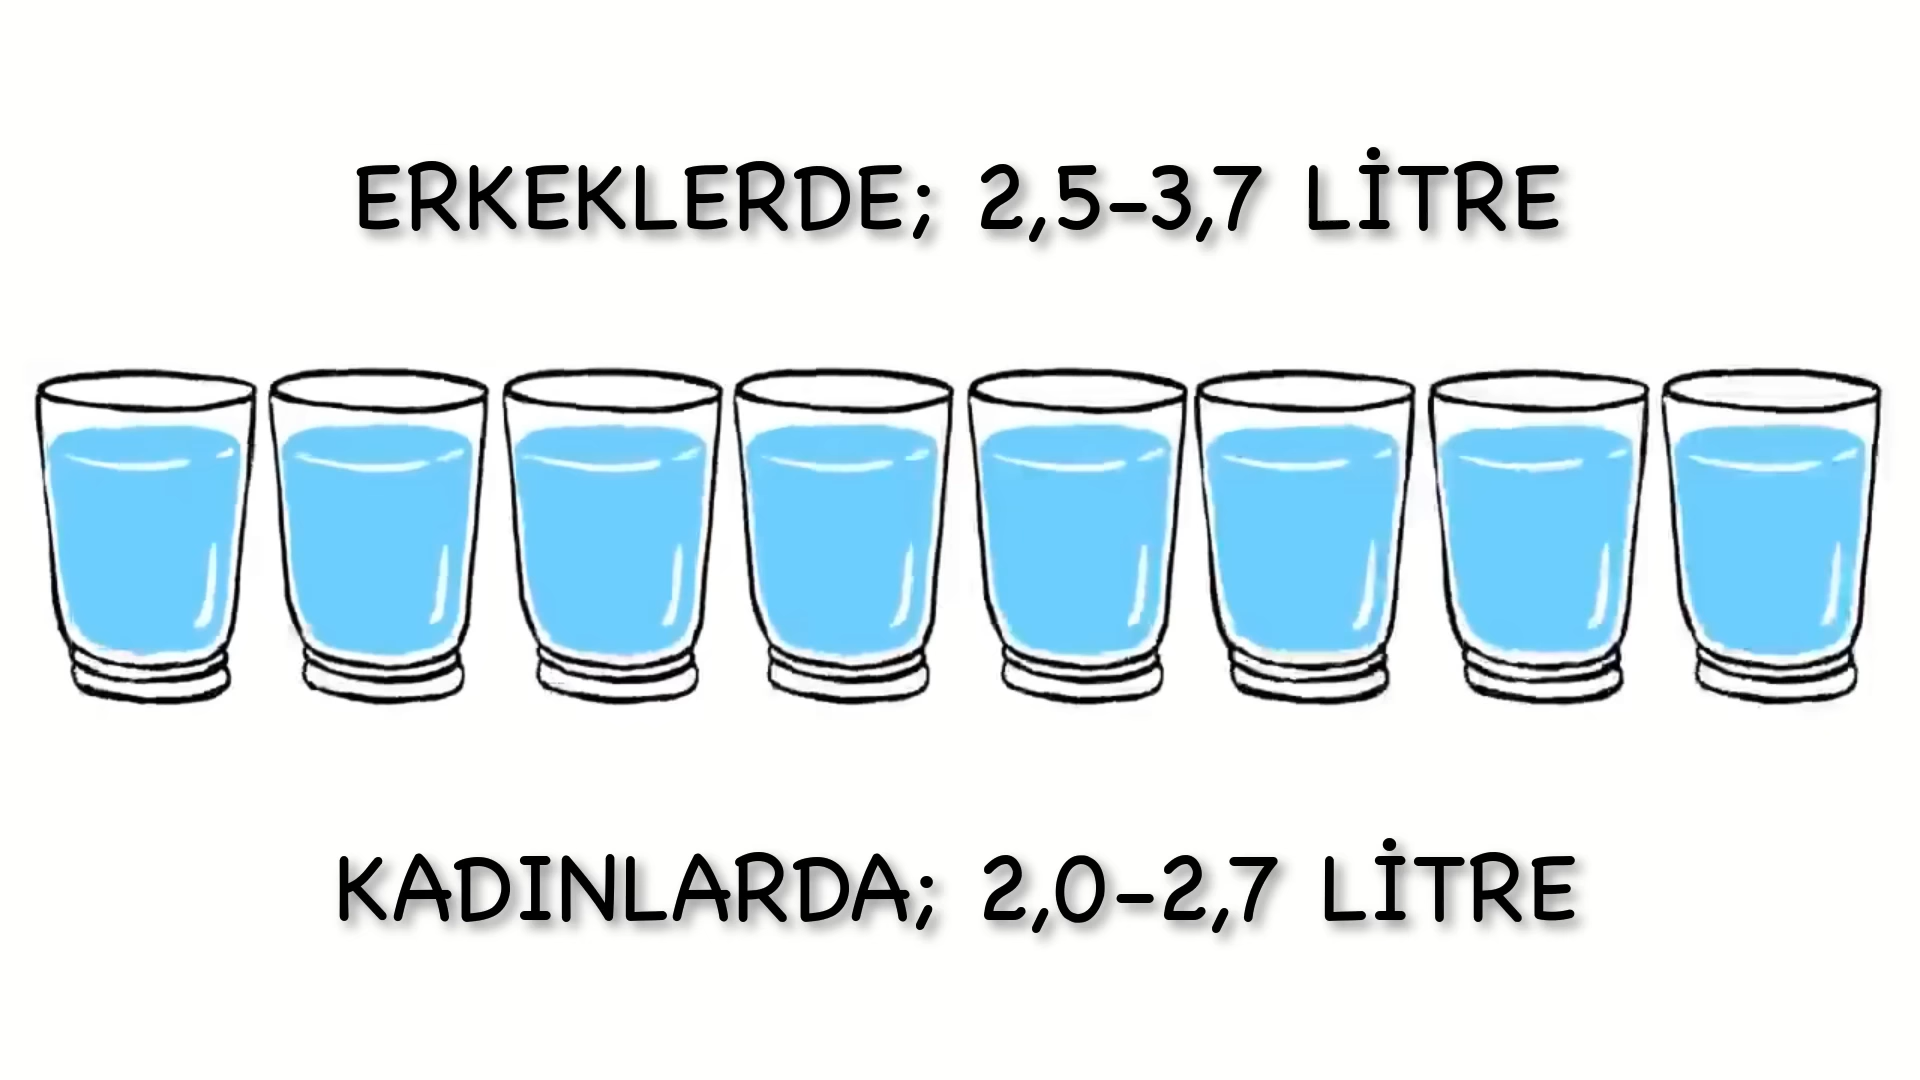 ERKEKLERDE; 2,5-3,7 LİTRE
KADINLARDA; 2,0-2,7 LİTRE